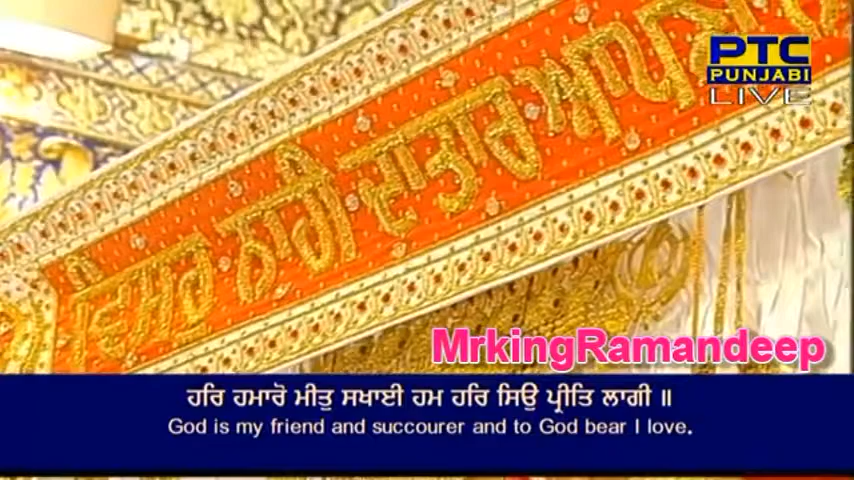 PTC
PUNJABI
LIVE
ਵਿਸਰੁ ਨਾਹੀ ਦਾਤਾਰ
MrkingRamandeep
ਹਰਿ ਹਮਾਰੋ ਮੀਤੁ ਸਖਾਈ ਹਮ ਹਰਿ ਸਿਉ ਪ੍ਰੀਤਿ ਲਾਗੀ ॥
God is my friend and succourer and to God bear I love.